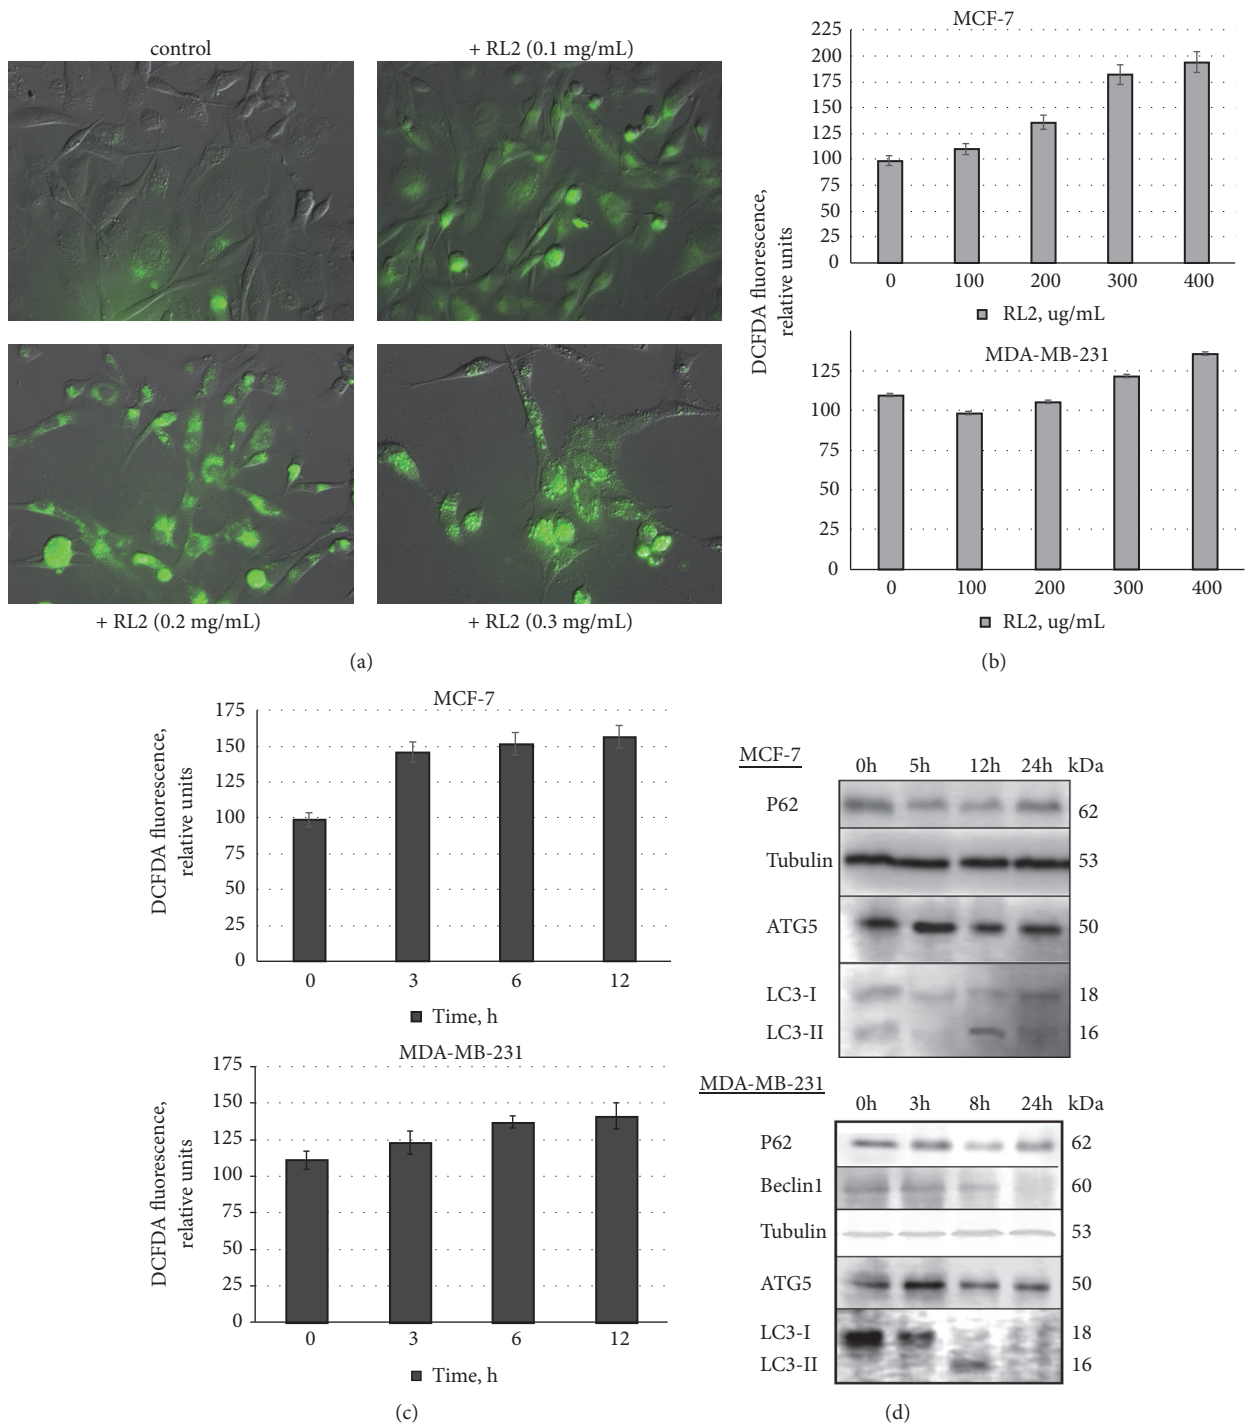 control
+ RL2 (0.1 mg/mL)
+ RL2 (0.2 mg/mL)
+ RL2 (0.3 mg/mL)
(a)
MCF-7
225
200
175
150
125
100
75
50
25
0
0 100 200 300 400
RL2, ug/mL
DCFDA fluorescence,
relative units
MDA-MB-231
125
100
75
50
25
0
0 100 200 300 400
RL2, ug/mL
(b)
MCF-7
175
150
125
100
75
50
25
0
DCFDA fluorescence,
relative units
0 3 6 12
Time, h
MDA-MB-231
175
150
125
100
75
50
25
0
DCFDA fluorescence,
relative units
0 3 6 12
Time, h
(c)
MCF-7
0h 5h 12h 24h kDa
P62 62
Tubulin 53
ATG5 50
LC3-I 18
LC3-II 16
MDA-MB-231
0h 3h 8h 24h kDa
P62 62
Beclin1 60
Tubulin 53
ATG5 50
LC3-I 18
LC3-II 16
(d)